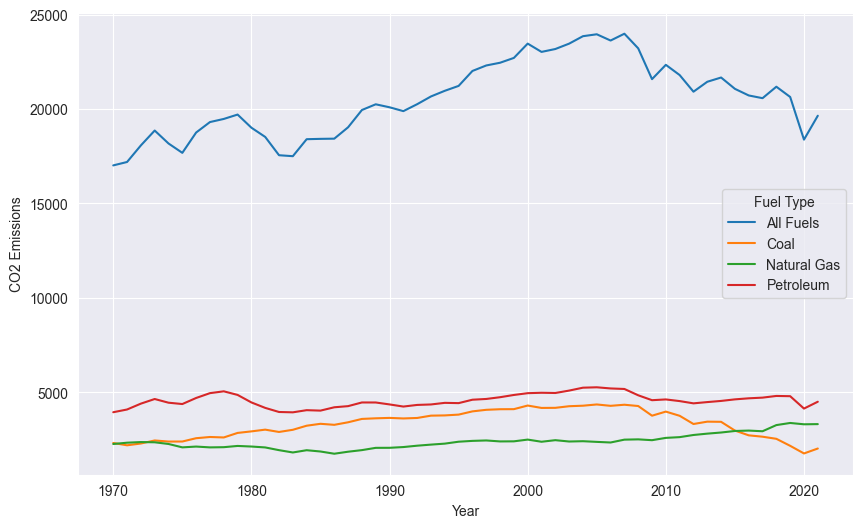 25000
20000
15000
10000
5000
CO2 Emissions
Fuel Type
All Fuels
Coal
Natural Gas
Petroleum
1970 1980 1990 2000 2010 2020
Year